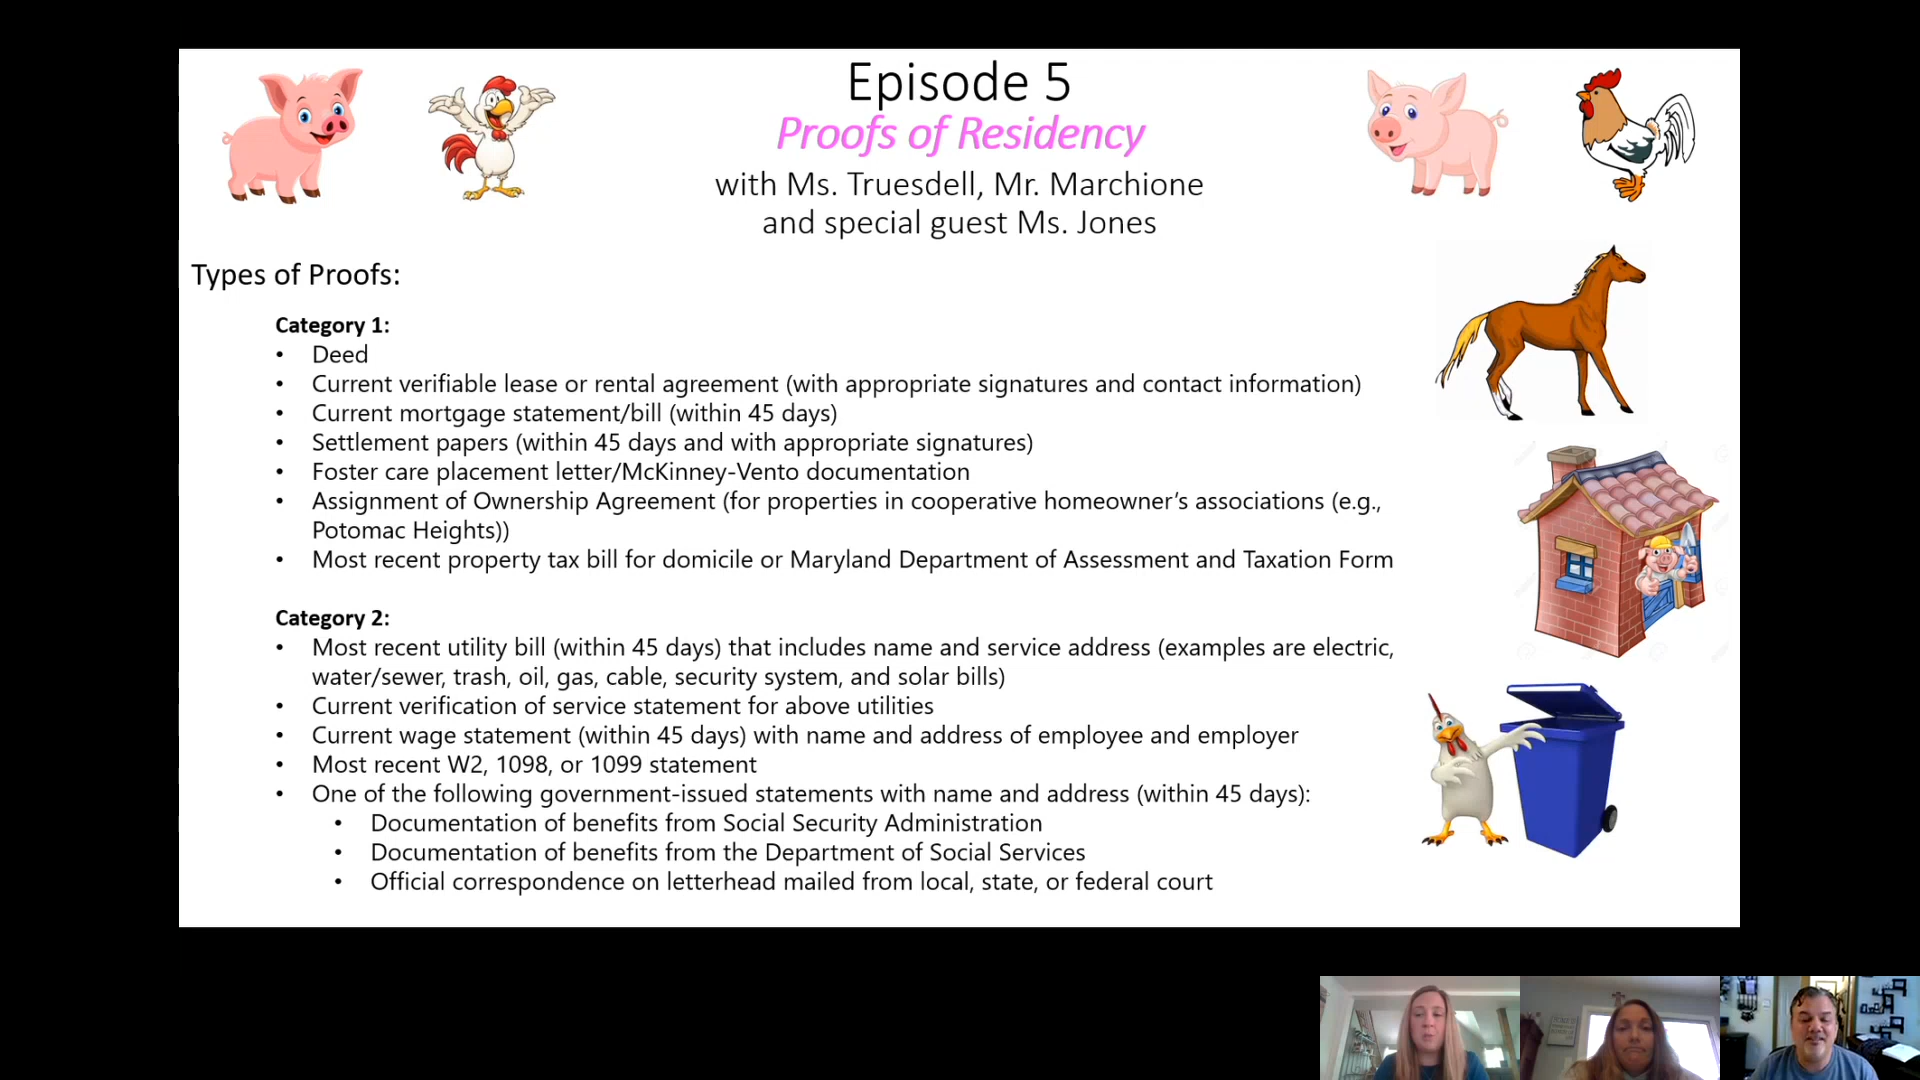 Episode 5
Proofs of Residency
with Ms. Truesdell, Mr. Marchione
and special guest Ms. Jones
Types of Proofs:
Category 1:
• Deed
• Current verifiable lease or rental agreement (with appropriate signatures and contact information)
• Current mortgage statement/bill (within 45 days)
• Settlement papers (within 45 days and with appropriate signatures)
• Foster care placement letter/McKinney-Vento documentation
• Assignment of Ownership Agreement (for properties in cooperative homeowner’s associations (e.g.,
Potomac Heights))
• Most recent property tax bill for domicile or Maryland Department of Assessment and Taxation Form
Category 2:
• Most recent utility bill (within 45 days) that includes name and service address (examples are electric,
water/sewer, trash, oil, gas, cable, security system, and solar bills)
• Current verification of service statement for above utilities
• Current wage statement (within 45 days) with name and address of employee and employer
• Most recent W2, 1098, or 1099 statement
• One of the following government-issued statements with name and address (within 45 days):
• Documentation of benefits from Social Security Administration
• Documentation of benefits from the Department of Social Services
• Official correspondence on letterhead mailed from local, state, or federal court